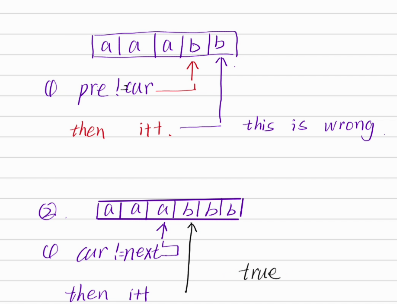 a a a b b
① pre != cur
then i++. this is wrong.
② a a a b b b
① cur != next
then i++
true